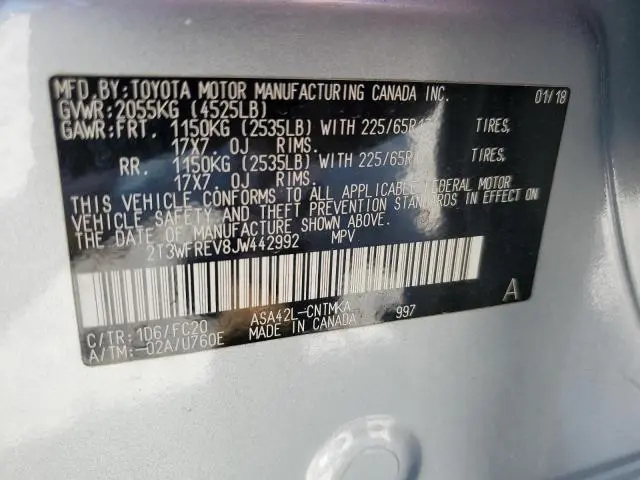 MFD.BY:TOYOTA MOTOR MANUFACTURING CANADA INC. 01/18
GVWR:2055KG (4525LB)
GAWR:FRT. 1150KG (2535LB) WITH 225/65R17 TIRES,
17X7.0J RIMS.
RR. 1150KG (2535LB) WITH 225/65R17 TIRES,
17X7.0J RIMS.
THIS VEHICLE CONFORMS TO ALL APPLICABLE FEDERAL MOTOR
VEHICLE SAFETY AND THEFT PREVENTION STANDARDS IN EFFECT ON
THE DATE OF MANUFACTURE SHOWN ABOVE.
2T3WFREV8JW442992 MPV
A
ASA42L-CNTMKA 997
C/TR:1D6/FC20 MADE IN CANADA
A/TM:-02A/U760E